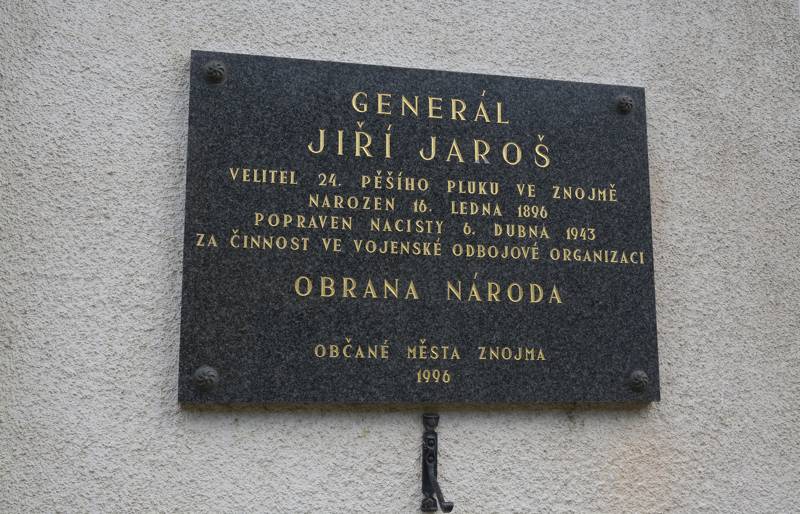 GENERÁL
JIŘÍ JAROŠ
VELITEL 24. PĚŠÍHO PLUKU VE ZNOJMĚ
NAROZEN 16. LEDNA 1896
POPRAVEN NACISTY 6. DUBNA 1943
ZA ČINNOST VE VOJENSKÉ ODBOJOVÉ ORGANIZACI
OBRANA NÁRODA
OBČANÉ MĚSTA ZNOJMA
1996